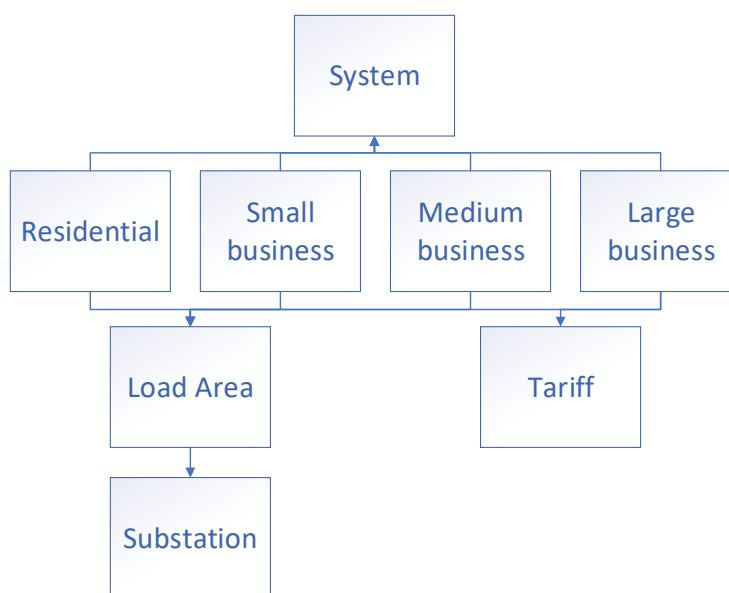 System
Residential
Small
business
Medium
business
Large
business
Load Area
Tariff
Substation